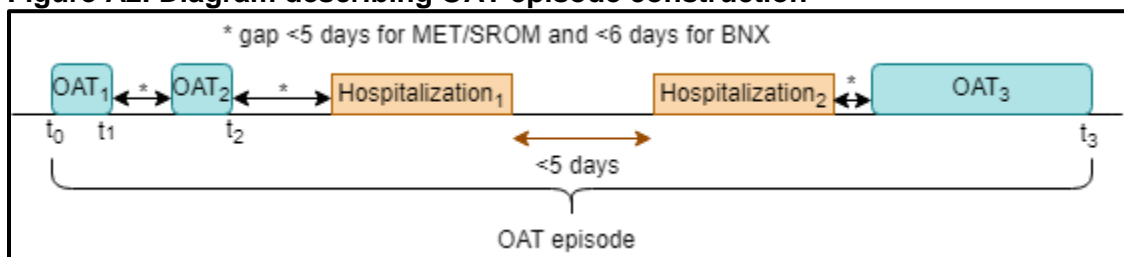 Figure A2. Diagram describing OAT episode construction
* gap <5 days for MET/SROM and <6 days for BNX
OAT₁ * OAT₂ * Hospitalization₁ Hospitalization₂ * OAT₃
t₀ t1 t₂ t₃
<5 days
OAT episode